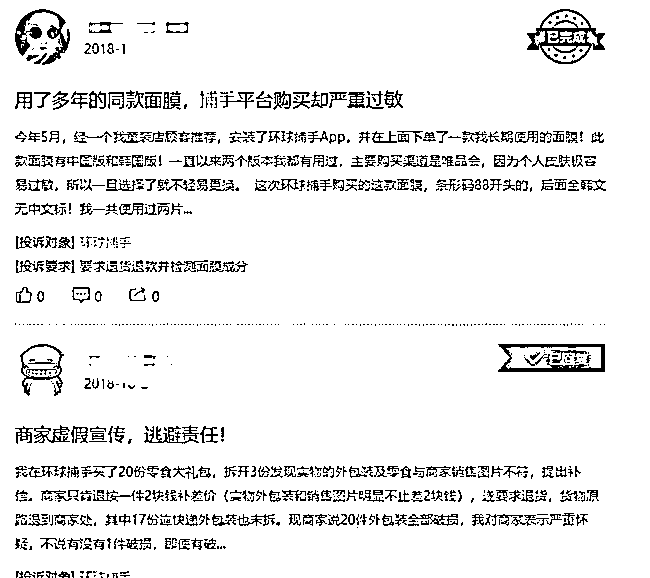 2018-1
已完成
用了多年的同款面膜，捕手平台购买却严重过敏
今年5月，经一个我童装店顾客推荐，安装了环球捕手App，并在上面下单了一款我长期使用的面膜！此
款面膜有中国版和韩国版！一直以来两个版本我都有用过，主要购买渠道是唯品会，因为个人皮肤极容
易过敏，所以一旦选择了就不轻易更换。 这次环球捕手购买的这款面膜，条形码88开头的，后面全韩文
无中文标！我一共使用过两片...
[投诉对象] 环球捕手
[投诉要求] 要求退货退款并检测面膜成分
0 0 0
2018-10
商家虚假宣传，逃避责任！
我在环球捕手买了20份零食大礼包，拆开3份发现实物的外包装及零食与商家销售图片不符，提出补
偿。商家只肯退按一件2块钱补差价（实物外包装和销售图片明显不止差2块钱），遂要求退货，货物原
路退到商家处，其中17份连快递外包装也未拆。现商家说20件外包装全部破损，我对商家表示严重怀
疑，不说有没有1件破损，即便有破...
[投诉对象] 环球捕手